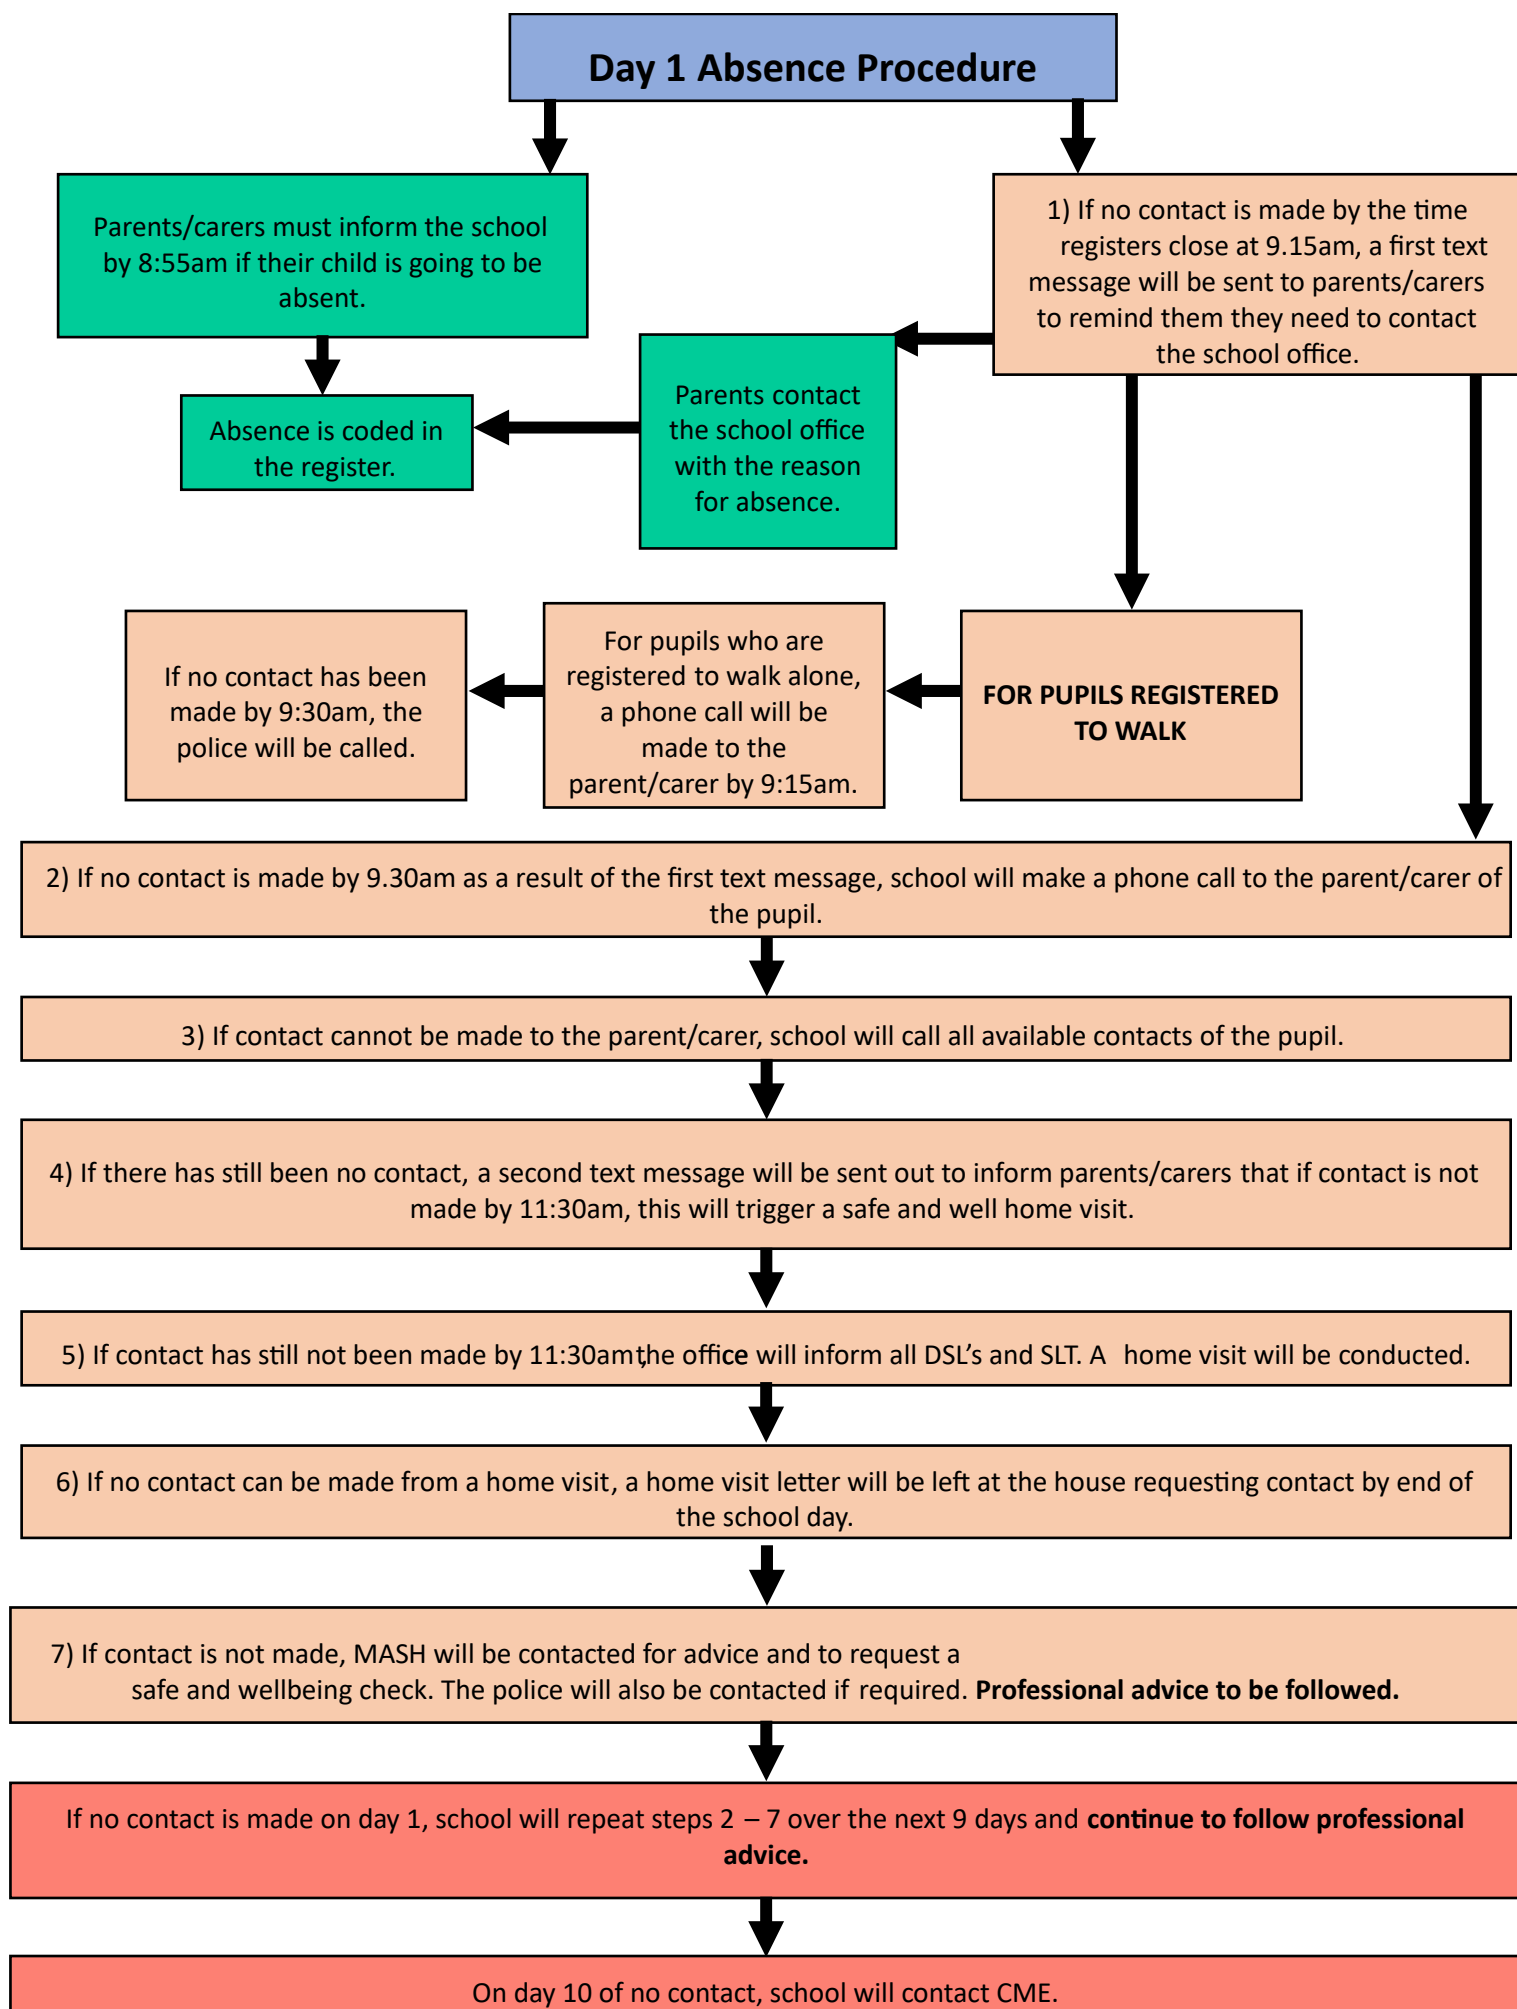 Day 1 Absence Procedure
Parents/carers must inform the school
by 8:55am if their child is going to be
absent.
1) If no contact is made by the time
registers close at 9.15am, a first text
message will be sent to parents/carers
to remind them they need to contact
the school office.
Parents contact
the school office
with the reason
for absence.
Absence is coded in
the register.
FOR PUPILS REGISTERED
TO WALK
For pupils who are
registered to walk alone,
a phone call will be
made to the
parent/carer by 9:15am.
If no contact has been
made by 9:30am, the
police will be called.
2) If no contact is made by 9.30am as a result of the first text message, school will make a phone call to the parent/carer of
the pupil.
3) If contact cannot be made to the parent/carer, school will call all available contacts of the pupil.
4) If there has still been no contact, a second text message will be sent out to inform parents/carers that if contact is not
made by 11:30am, this will trigger a safe and well home visit.
5) If contact has still not been made by 11:30am, the office will inform all DSL's and SLT. A home visit will be conducted.
6) If no contact can be made from a home visit, a home visit letter will be left at the house requesting contact by end of
the school day.
7) If contact is not made, MASH will be contacted for advice and to request a
safe and wellbeing check. The police will also be contacted if required. Professional advice to be followed.
If no contact is made on day 1, school will repeat steps 2 – 7 over the next 9 days and continue to follow professional
advice.
On day 10 of no contact, school will contact CME.